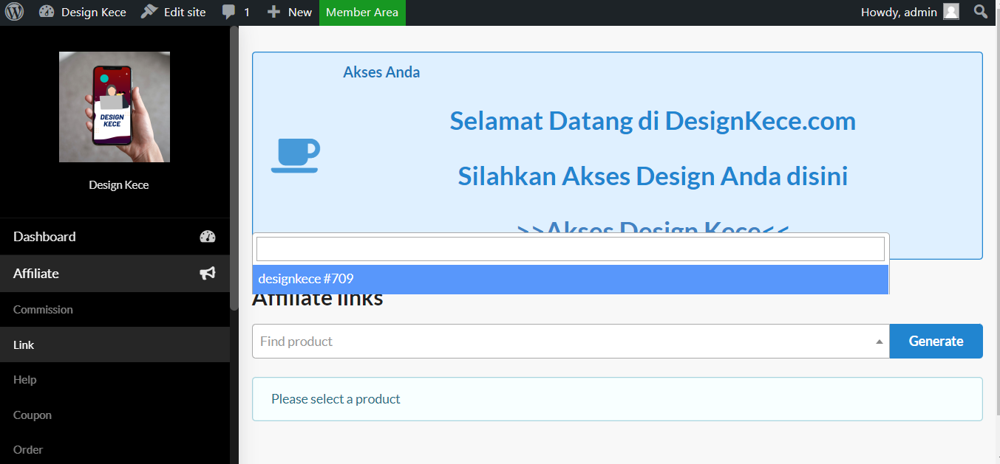 Design Kece
Edit site
1
New
Member Area
Howdy, admin
DESIGN
KECE
Design Kece
Dashboard
Affiliate
Commission
Link
Help
Coupon
Order
Akses Anda
Selamat Datang di DesignKece.com
Silahkan Akses Design Anda disini
>>Akses Design Kece<<
designkece #709
Affiliate links
Find product
Generate
Please select a product